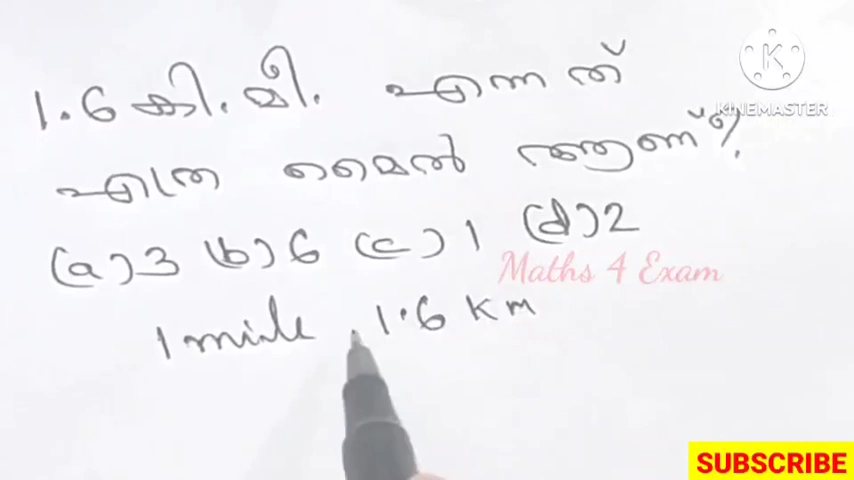 1.6 കി.മീ. എന്നത്
എത്ര മൈൽ ആണ്?
(a) 3 (b) 6 (c) 1 (d) 2
1 mile 1.6 km
KINEMASTER
Maths 4 Exam
SUBSCRIBE